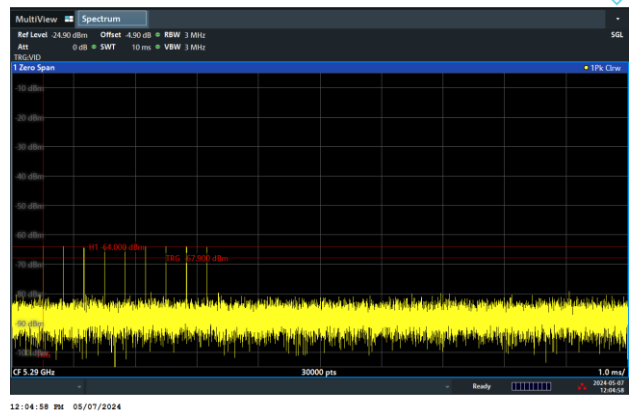 MultiView Spectrum
Ref Level -24.90 dBm Offset -4.90 dB RBW 3 MHz SGL
Att 0 dB SWT 10 ms VBW 3 MHz
TRG:VID
1 Zero Span 1Pk Clrw
-10 dBm
-20 dBm
-30 dBm
-40 dBm
-50 dBm
-60 dBm
H1 -64.000 dBm
TRG -67.900 dBm
-70 dBm
-80 dBm
-90 dBm
CF 5.29 GHz 30000 pts 1.0 ms/
Ready 2024-05-07
12:04:58
12:04:58 PM 05/07/2024